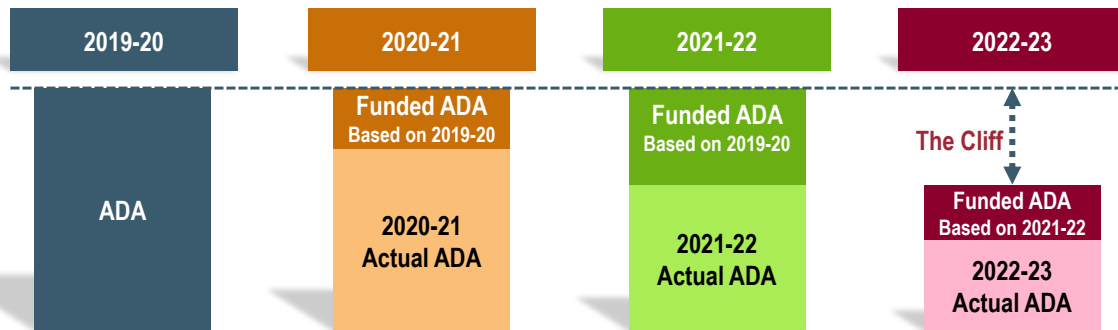 2019-20
2020-21
2021-22
2022-23
ADA
Funded ADA
Based on 2019-20
2020-21
Actual ADA
Funded ADA
Based on 2019-20
2021-22
Actual ADA
The Cliff
Funded ADA
Based on 2021-22
2022-23
Actual ADA